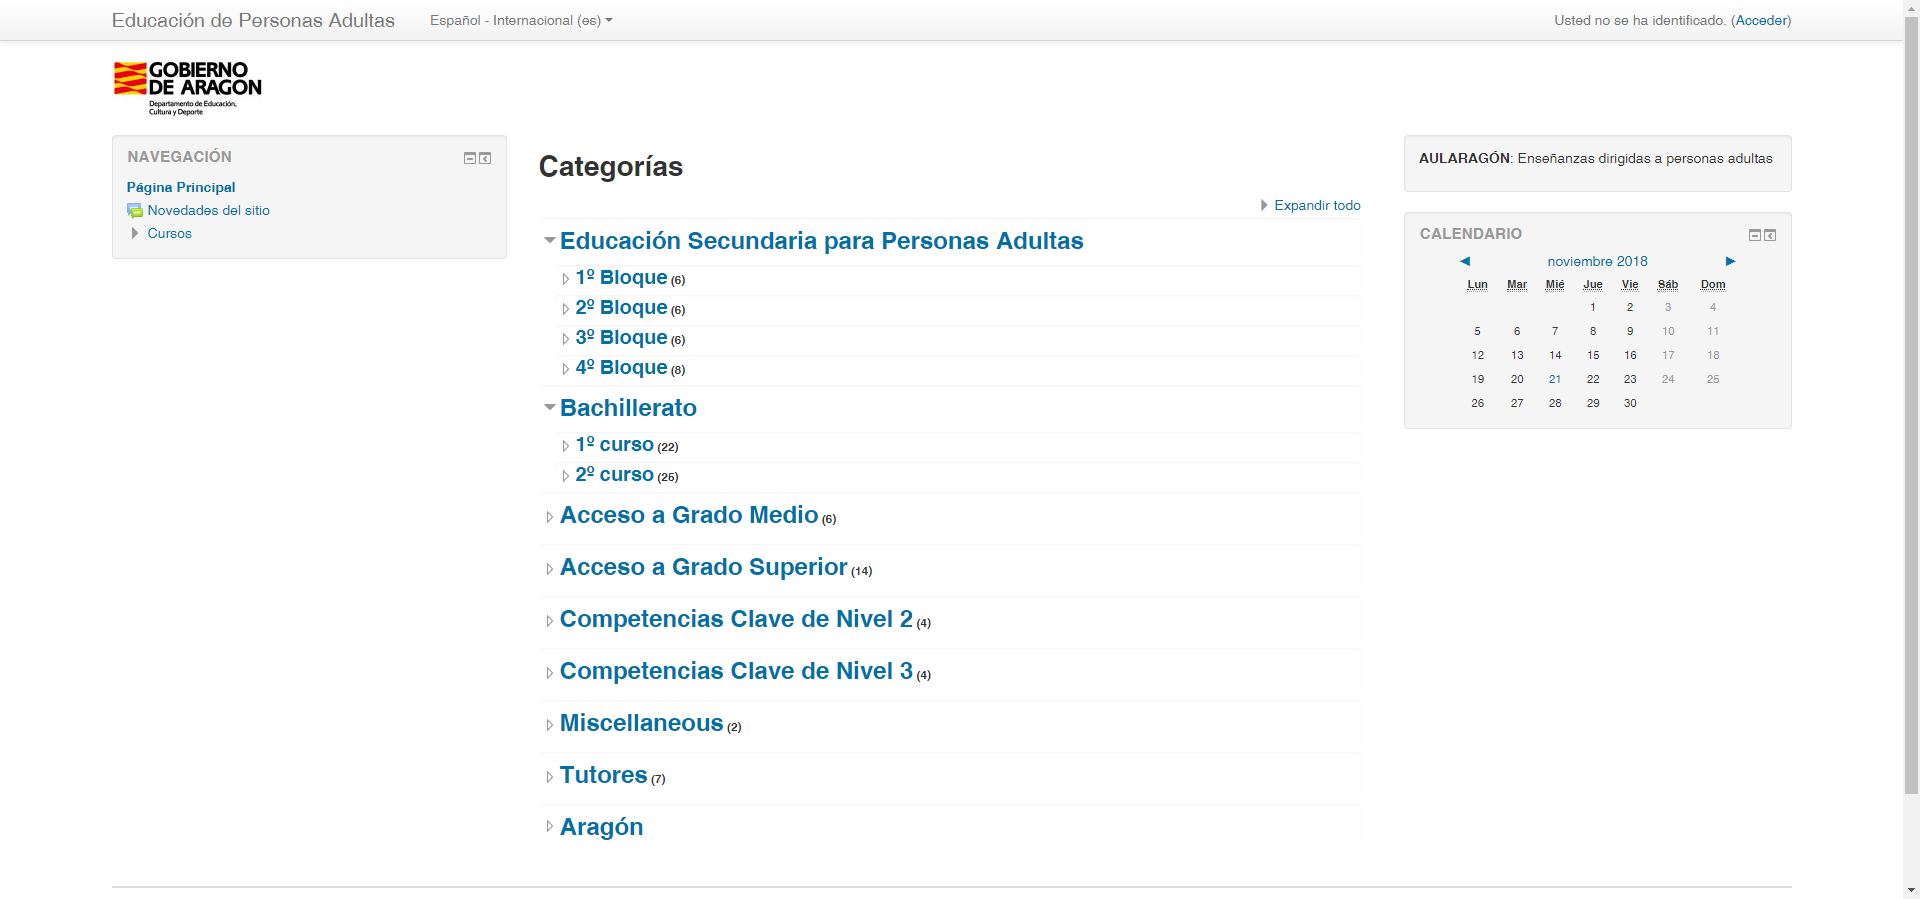 Educación de Personas Adultas
Español - Internacional (es)
Usted no se ha identificado. (Acceder)
GOBIERNO
DE ARAGON
Departamento de Educación,
Cultura y Deporte
NAVEGACIÓN
Página Principal
Novedades del sitio
Cursos
Categorías
Expandir todo
Educación Secundaria para Personas Adultas
1º Bloque (6)
2º Bloque (6)
3º Bloque (6)
4º Bloque (8)
Bachillerato
1º curso (22)
2º curso (25)
Acceso a Grado Medio (6)
Acceso a Grado Superior (14)
Competencias Clave de Nivel 2 (4)
Competencias Clave de Nivel 3 (4)
Miscellaneous (2)
Tutores (7)
Aragón
AULARAGÓN: Enseñanzas dirigidas a personas adultas
CALENDARIO
noviembre 2018
Lun Mar Mié Jue Vie Sáb Dom
1 2 3 4
5 6 7 8 9 10 11
12 13 14 15 16 17 18
19 20 21 22 23 24 25
26 27 28 29 30